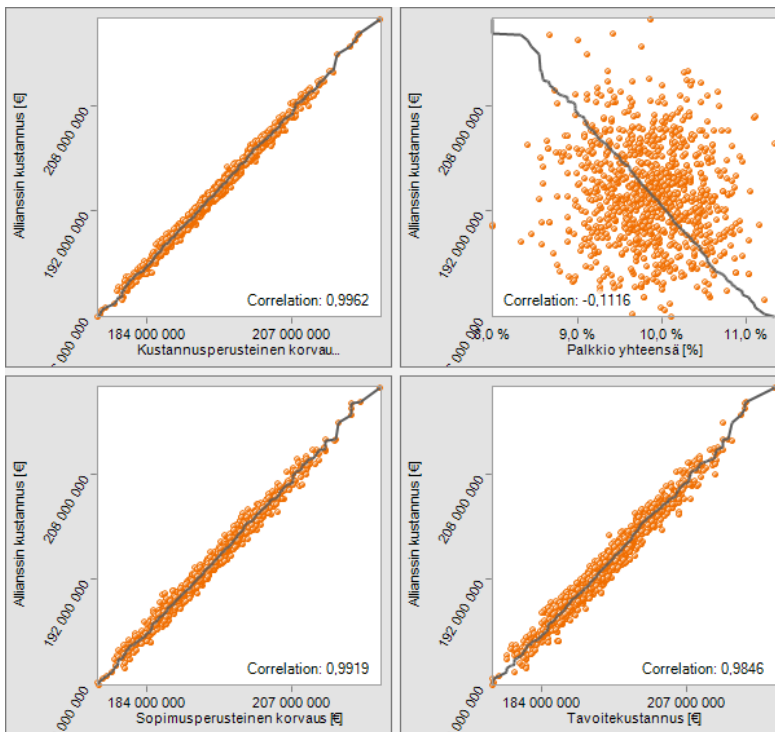 Allianssin kustannus [€]
208 000 000
192 000 000
Correlation: 0,9962
184 000 000 207 000 000
Kustannusperusteinen korvau...
Allianssin kustannus [€]
208 000 000
192 000 000
Correlation: -0,1116
8,0 % 9,0 % 10,0 % 11,0 %
Palkkio yhteensä [%]
Allianssin kustannus [€]
208 000 000
192 000 000
Correlation: 0,9919
184 000 000 207 000 000
Sopimusperusteinen korvaus [€]
Allianssin kustannus [€]
208 000 000
192 000 000
Correlation: 0,9846
184 000 000 207 000 000
Tavoitekustannus [€]